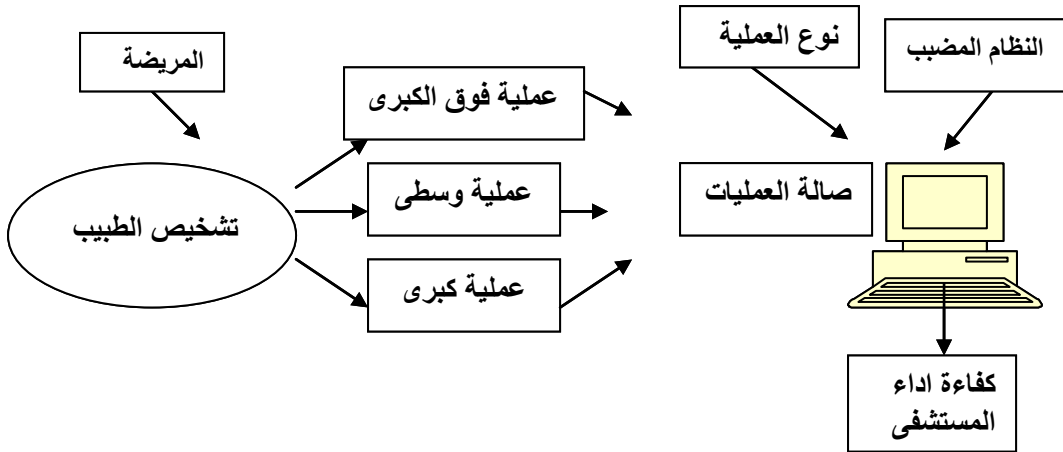 المريضة
تشخيص الطبيب
عملية فوق الكبرى
عملية وسطى
عملية كبرى
نوع العملية
النظام المضبب
صالة العمليات
كفاءة اداء
المستشفى